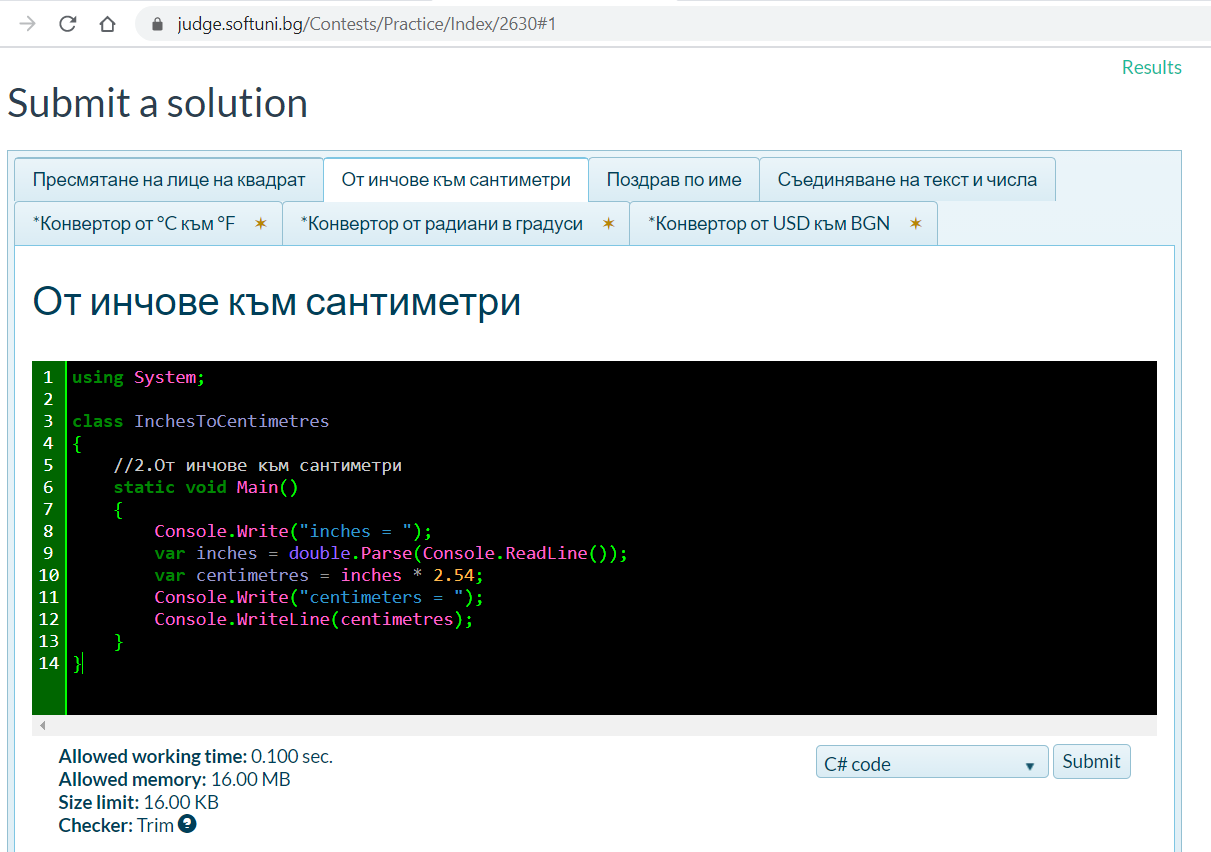 judge.softuni.bg/Contests/Practice/Index/2630#1
Results
Submit a solution
Пресмятане на лице на квадрат
От инчове към сантиметри
Поздрав по име
Съединяване на текст и числа
*Конвертор от °C към °F
*Конвертор от радиани в градуси
*Конвертор от USD към BGN
От инчове към сантиметри
1 using System;
2
3 class InchesToCentimetres
4 {
5 //2.От инчове към сантиметри
6 static void Main()
7 {
8 Console.Write("inches = ");
9 var inches = double.Parse(Console.ReadLine());
10 var centimetres = inches * 2.54;
11 Console.Write("centimeters = ");
12 Console.WriteLine(centimetres);
13 }
14 }
Allowed working time: 0.100 sec.
Allowed memory: 16.00 MB
Size limit: 16.00 KB
Checker: Trim ?
C# code
Submit